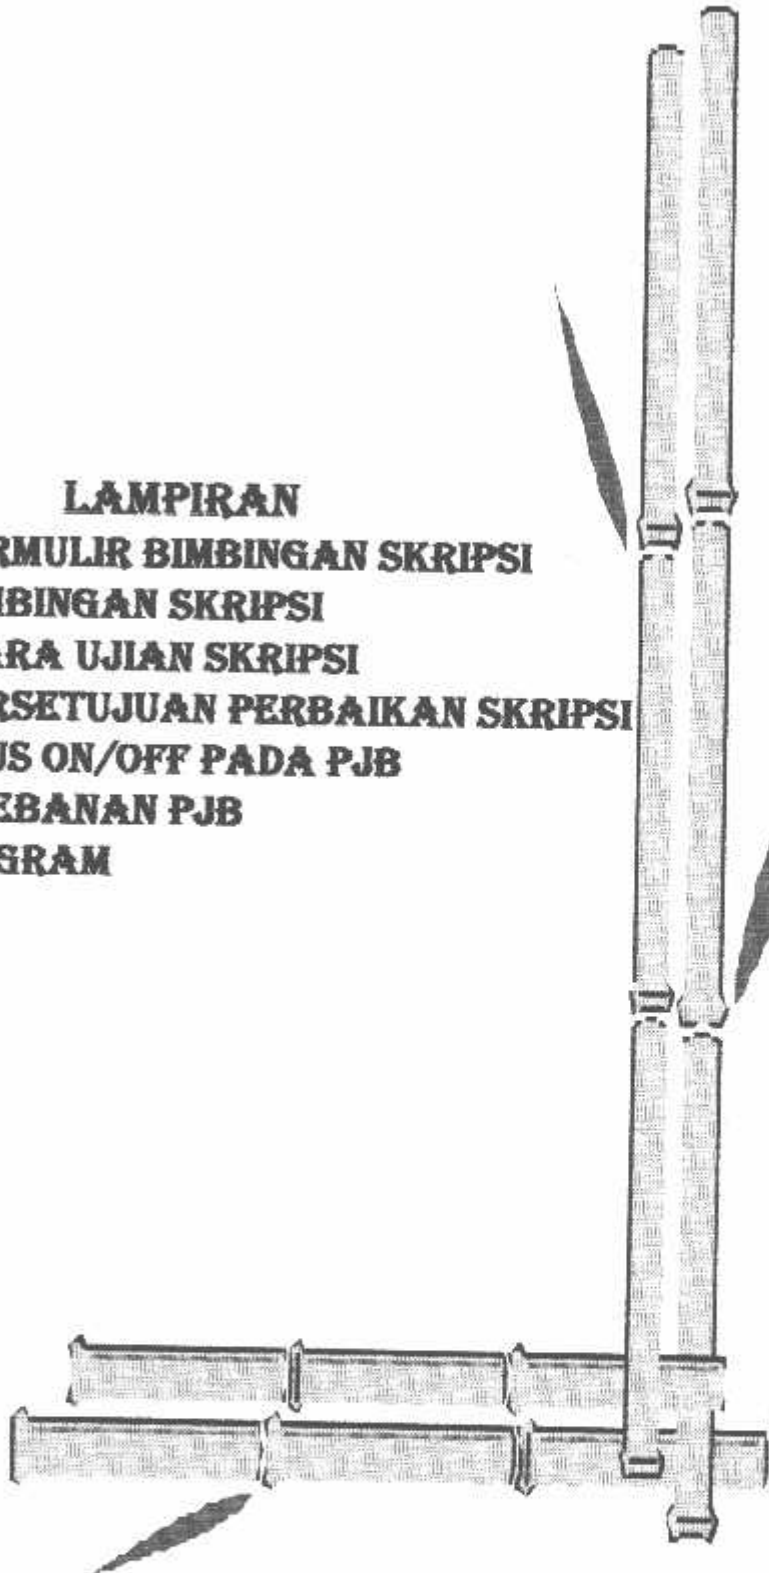 LAMPIRAN
RMULIR BIMBINGAN SKRIPSI
IBINGAN SKRIPSI
ARA UJIAN SKRIPSI
RSETUJUAN PERBAIKAN SKRIPSI
US ON/OFF PADA PJB
EBANAN PJB
GRAM